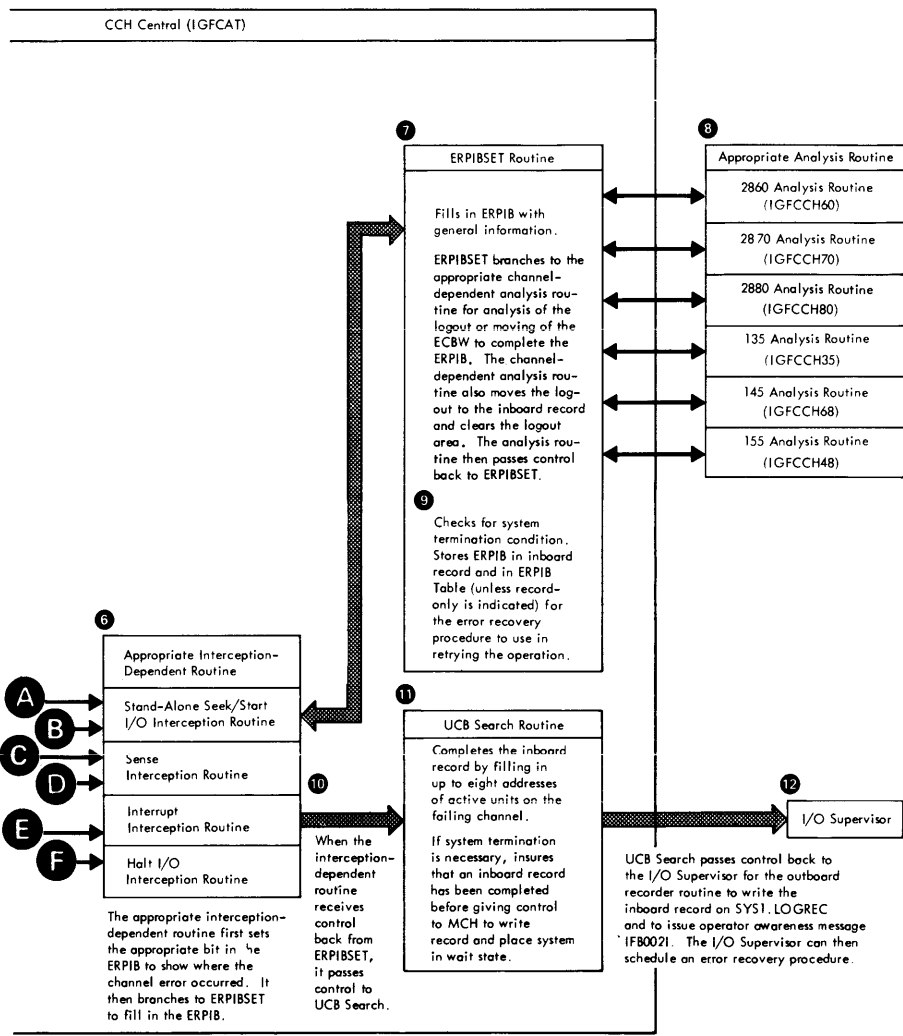 CCH Central (IGFCAT)
7
ERPIBSET Routine
Fills in ERPIB with
general information.
ERPIBSET branches to the
appropriate channel-
dependent analysis rou-
tine for analysis of the
logout or moving of the
ECBW to complete the
ERPIB. The channel-
dependent analysis rou-
tine also moves the log-
out to the inboard record
and clears the logout
area. The analysis rou-
tine then passes control
back to ERPIBSET.
9
Checks for system
termination condition.
Stores ERPIB in inboard
record and in ERPIB
Table (unless record-
only is indicated) for
the error recovery
procedure to use in
retrying the operation.
8
Appropriate Analysis Routine
2860 Analysis Routine
(IGFCCH60)
2870 Analysis Routine
(IGFCCH70)
2880 Analysis Routine
(IGFCCH80)
135 Analysis Routine
(IGFCCH35)
145 Analysis Routine
(IGFCCH68)
155 Analysis Routine
(IGFCCH48)
6
Appropriate Interception-
Dependent Routine
A
B
Stand-Alone Seek/Start
I/O Interception Routine
C
D
Sense
Interception Routine
E
Interrupt
Interception Routine
F
Halt I/O
Interception Routine
The appropriate interception-
dependent routine first sets
the appropriate bit in he
ERPIB to show where the
channel error occurred. It
then branches to ERPIBSET
to fill in the ERPIB.
10
When the
interception-
dependent
routine
receives
control
back from
ERPIBSET,
it passes
control to
UCB Search.
11
UCB Search Routine
Completes the inboard
record by filling in
up to eight addresses
of active units on the
failing channel.
If system termination
is necessary, insures
that an inboard record
has been completed
before giving control
to MCH to write
record and place system
in wait state.
12
I/O Supervisor
UCB Search passes control back to
the I/O Supervisor for the outboard
recorder routine to write the
inboard record on SYS1.LOGREC
and to issue operator awareness message
IFB002I. The I/O Supervisor can then
schedule an error recovery procedure.